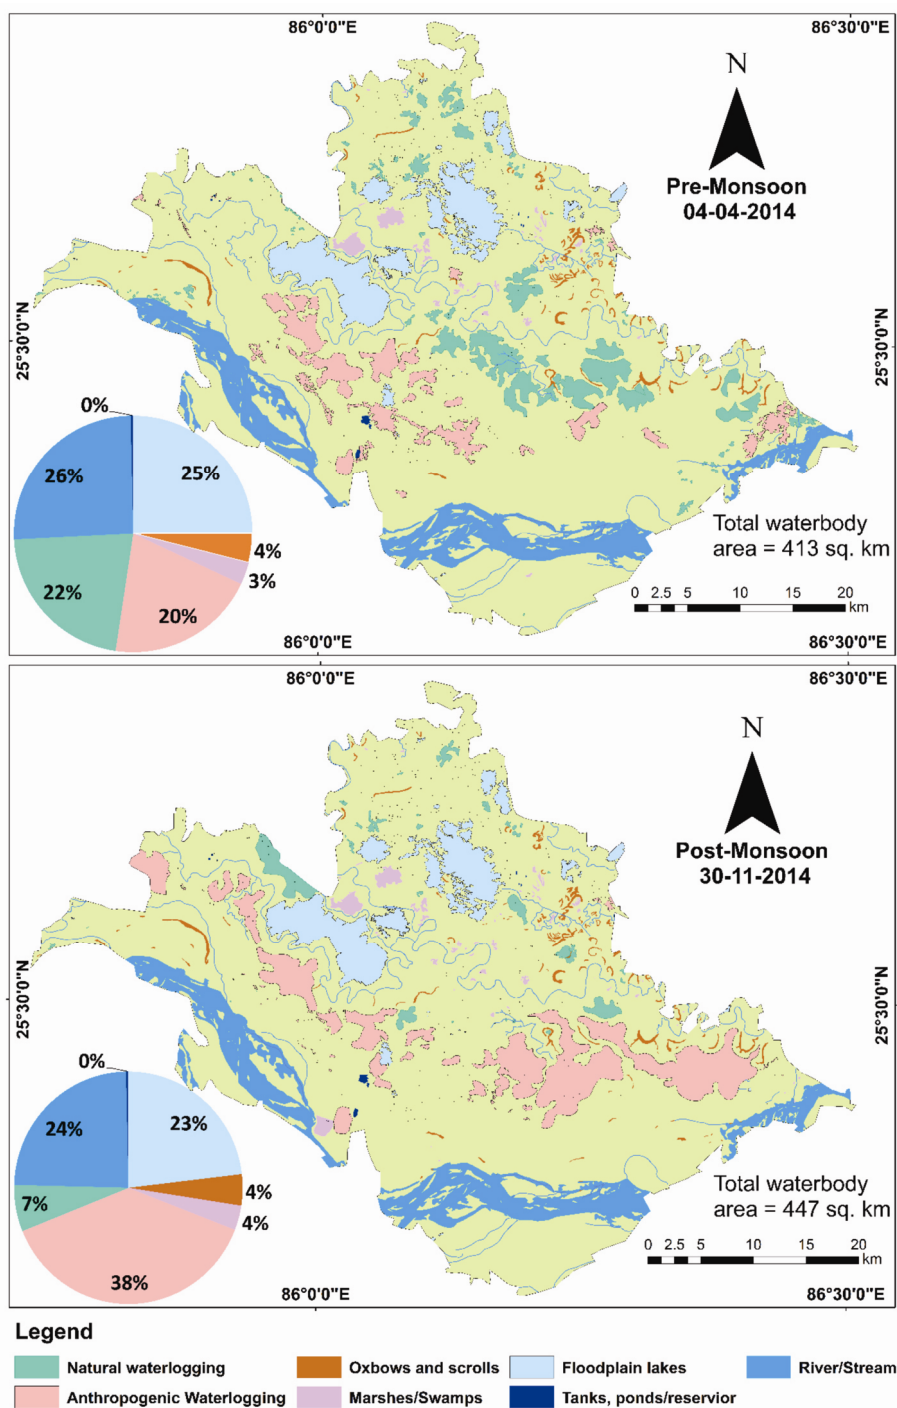 86°0'0"E 86°30'0"E
N
Pre-Monsoon
04-04-2014
25°30'0"N 25°30'0"N
0%
26% 25%
4%
3%
22%
20%
Total waterbody
area = 413 sq. km
0 2.5 5 10 15 20
km
86°0'0"E 86°30'0"E
86°0'0"E 86°30'0"E
N
Post-Monsoon
30-11-2014
25°30'0"N 25°30'0"N
0%
24% 23%
7% 4%
4%
38%
Total waterbody
area = 447 sq. km
0 2.5 5 10 15 20
km
86°0'0"E 86°30'0"E
Legend
Natural waterlogging Oxbows and scrolls Floodplain lakes River/Stream
Anthropogenic Waterlogging Marshes/Swamps Tanks, ponds/reservior